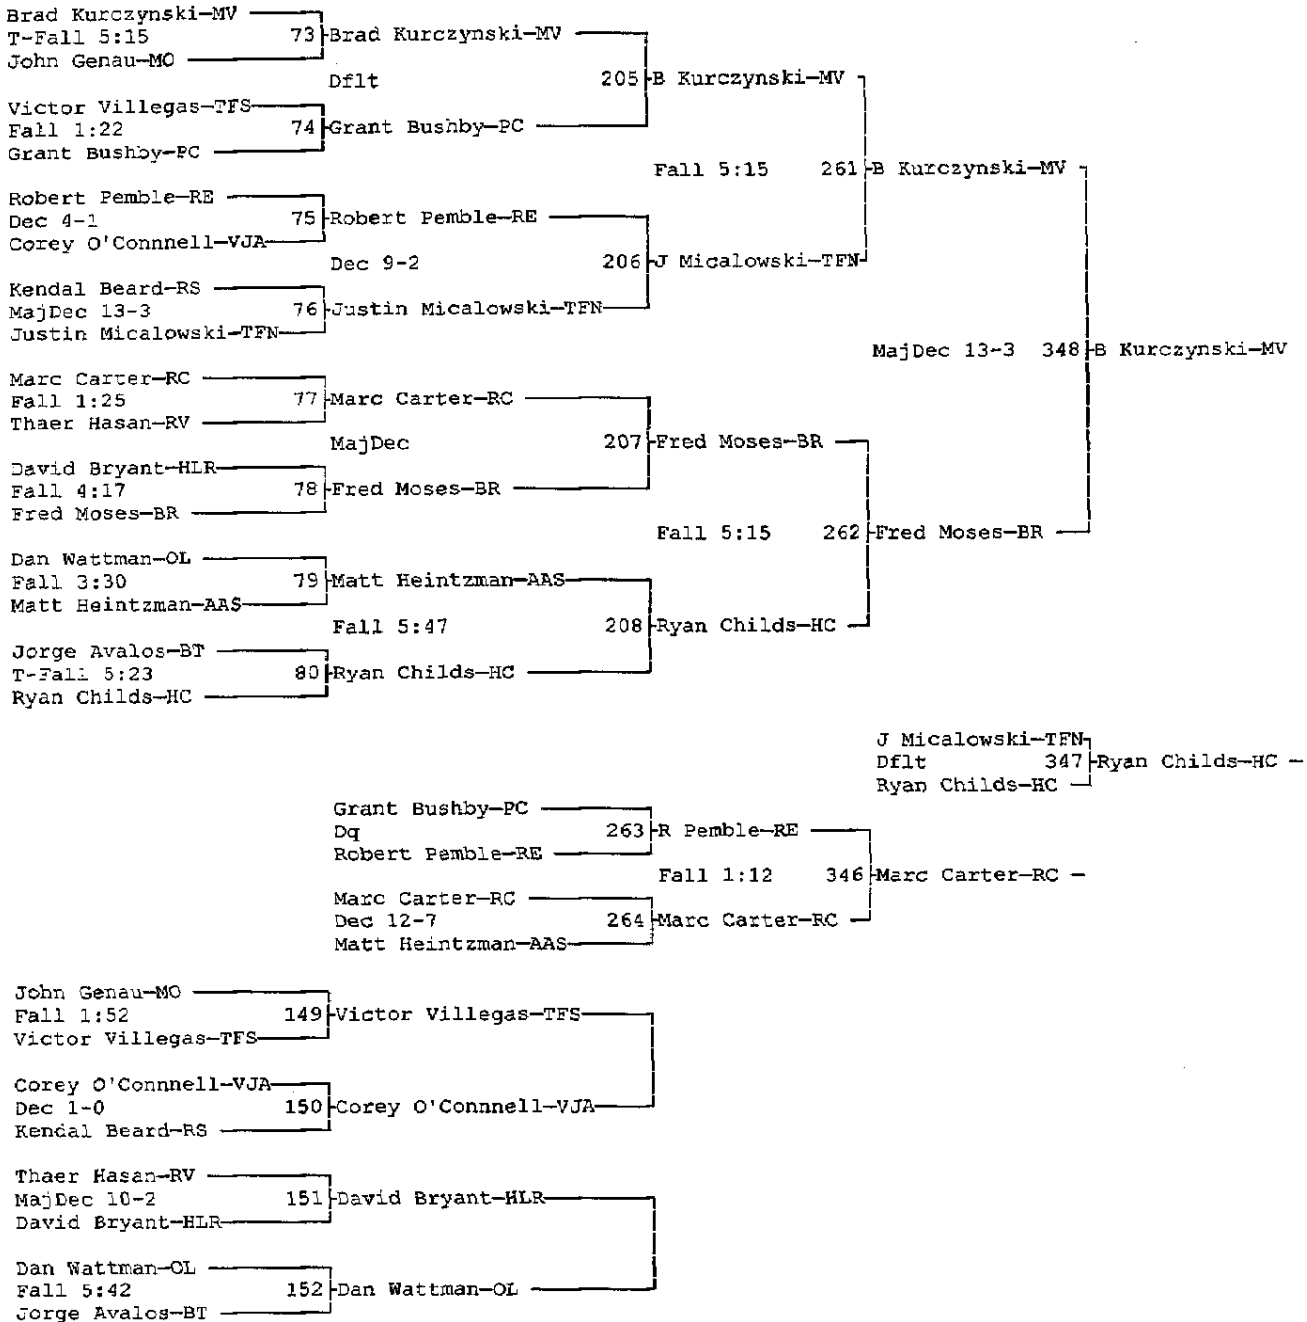 Brad Kurczynski-MV
T-Fall 5:15 73 Brad Kurczynski-MV
John Genau-MO
Dflt 205 B Kurczynski-MV
Victor Villegas-TFS
Fall 1:22 74 Grant Bushby-PC
Grant Bushby-PC
Fall 5:15 261 B Kurczynski-MV
Robert Pemble-RE
Dec 4-1 75 Robert Pemble-RE
Corey O'Connnell-VJA
Dec 9-2 206 J Micalowski-TFN
Kendal Beard-RS
MajDec 13-3 76 Justin Micalowski-TFN
Justin Micalowski-TFN
MajDec 13-3 348 B Kurczynski-MV
Marc Carter-RC
Fall 1:25 77 Marc Carter-RC
Thaer Hasan-RV
MajDec 207 Fred Moses-BR
David Bryant-HLR
Fall 4:17 78 Fred Moses-BR
Fred Moses-BR
Fall 5:15 262 Fred Moses-BR
Dan Wattman-OL
Fall 3:30 79 Matt Heintzman-AAS
Matt Heintzman-AAS
Fall 5:47 208 Ryan Childs-HC
Jorge Avalos-BT
T-Fall 5:23 80 Ryan Childs-HC
Ryan Childs-HC
J Micalowski-TFN
Dflt 347 Ryan Childs-HC -
Ryan Childs-HC
Grant Bushby-PC
Dq 263 R Pemble-RE
Robert Pemble-RE
Fall 1:12 346 Marc Carter-RC -
Marc Carter-RC
Dec 12-7 264 Marc Carter-RC
Matt Heintzman-AAS
John Genau-MO
Fall 1:52 149 Victor Villegas-TFS
Victor Villegas-TFS
Corey O'Connnell-VJA
Dec 1-0 150 Corey O'Connnell-VJA
Kendal Beard-RS
Thaer Hasan-RV
MajDec 10-2 151 David Bryant-HLR
David Bryant-HLR
Dan Wattman-OL
Fall 5:42 152 Dan Wattman-OL
Jorge Avalos-BT